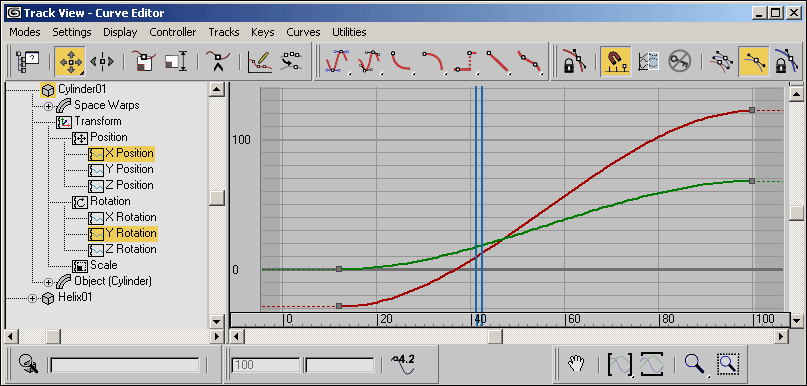 Track View - Curve Editor
Modes Settings Display Controller Tracks Keys Curves Utilities
Cylinder01
Space Warps
Transform
Position
X Position
Y Position
Z Position
Rotation
X Rotation
Y Rotation
Z Rotation
Scale
Object (Cylinder)
Helix01
100
0
0 20 40 60 80 100
100
4.2